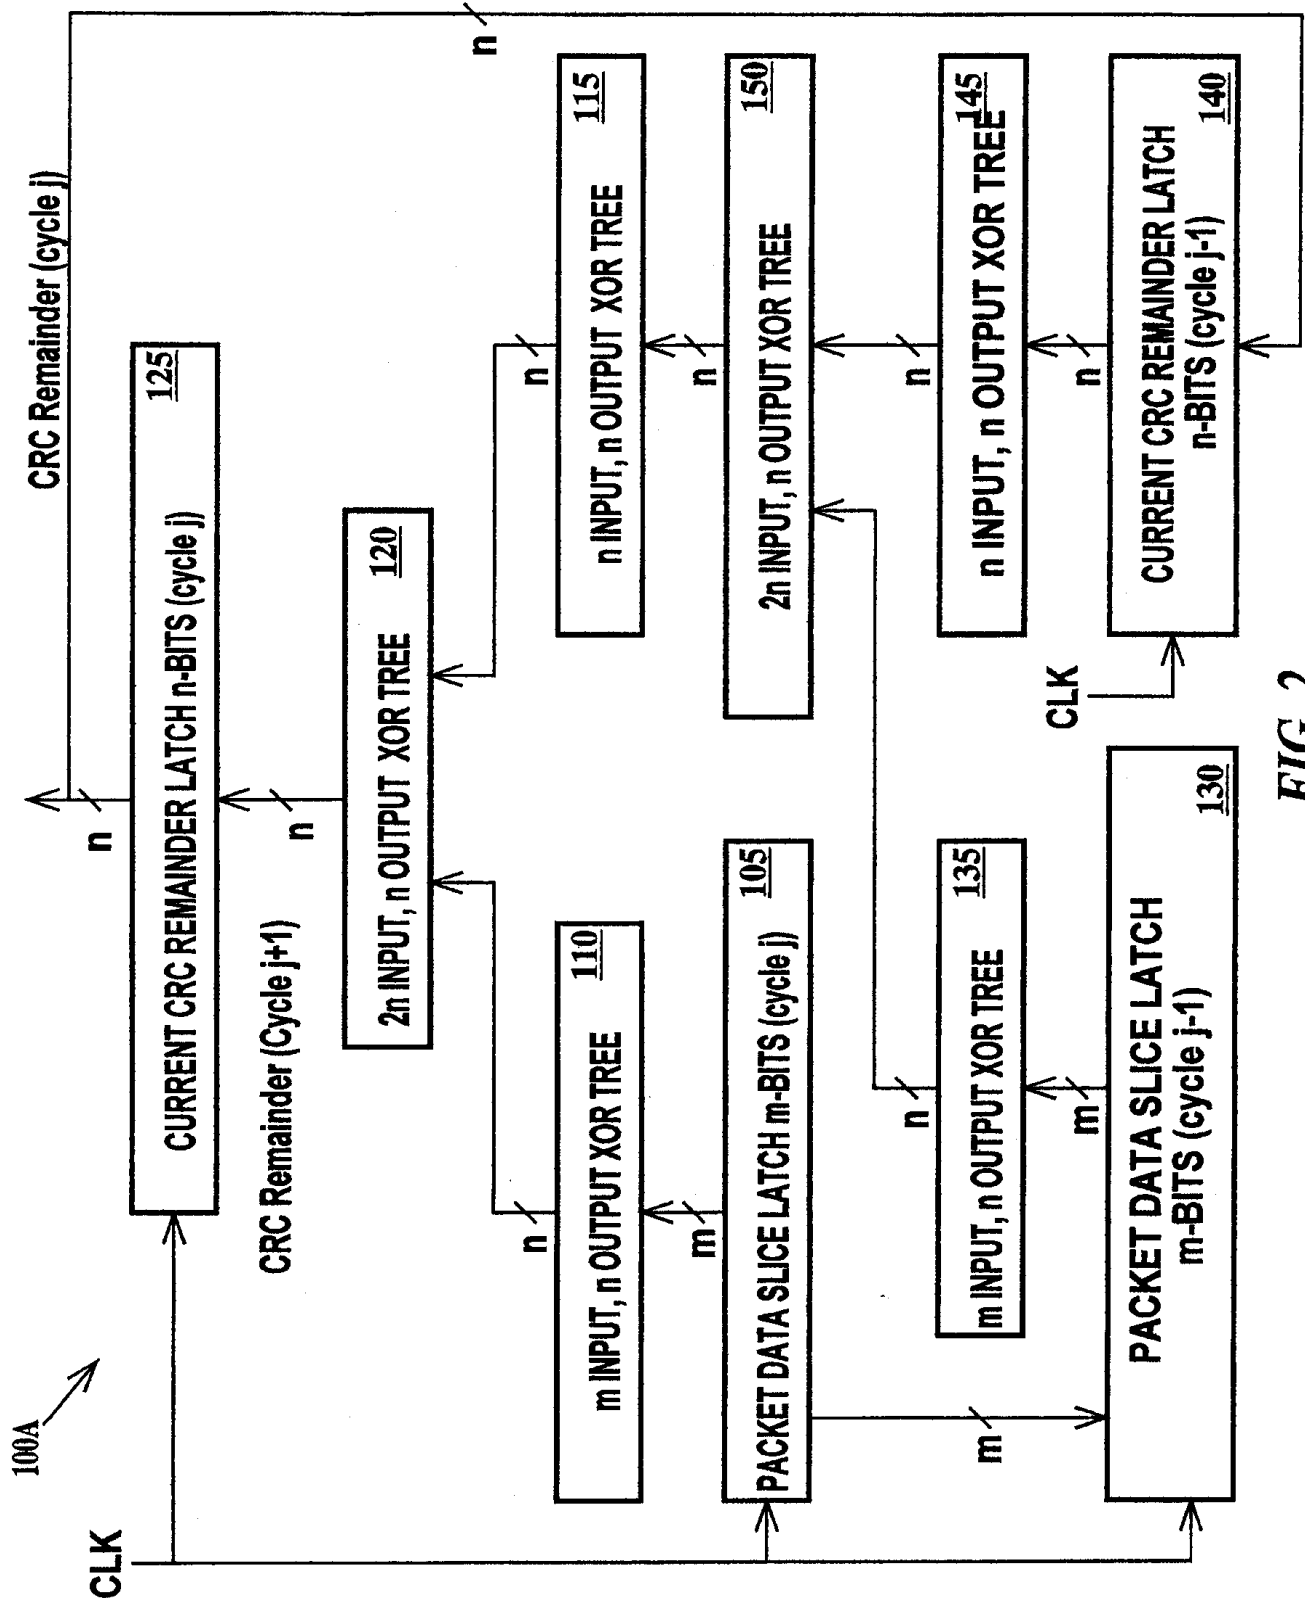 100A
CLK
CRC Remainder (cycle j)
n
n
CURRENT CRC REMAINDER LATCH n-BITS (cycle j)
125
CRC Remainder (Cycle j+1)
n
2n INPUT, n OUTPUT XOR TREE
120
n
n
m INPUT, n OUTPUT XOR TREE
110
n INPUT, n OUTPUT XOR TREE
115
m
n
PACKET DATA SLICE LATCH m-BITS (cycle j)
105
2n INPUT, n OUTPUT XOR TREE
150
m
n
n
m INPUT, n OUTPUT XOR TREE
135
n INPUT, n OUTPUT XOR TREE
145
m
n
CLK
PACKET DATA SLICE LATCH
m-BITS (cycle j-1)
130
CURRENT CRC REMAINDER LATCH
n-BITS (cycle j-1)
140
FIG. 2